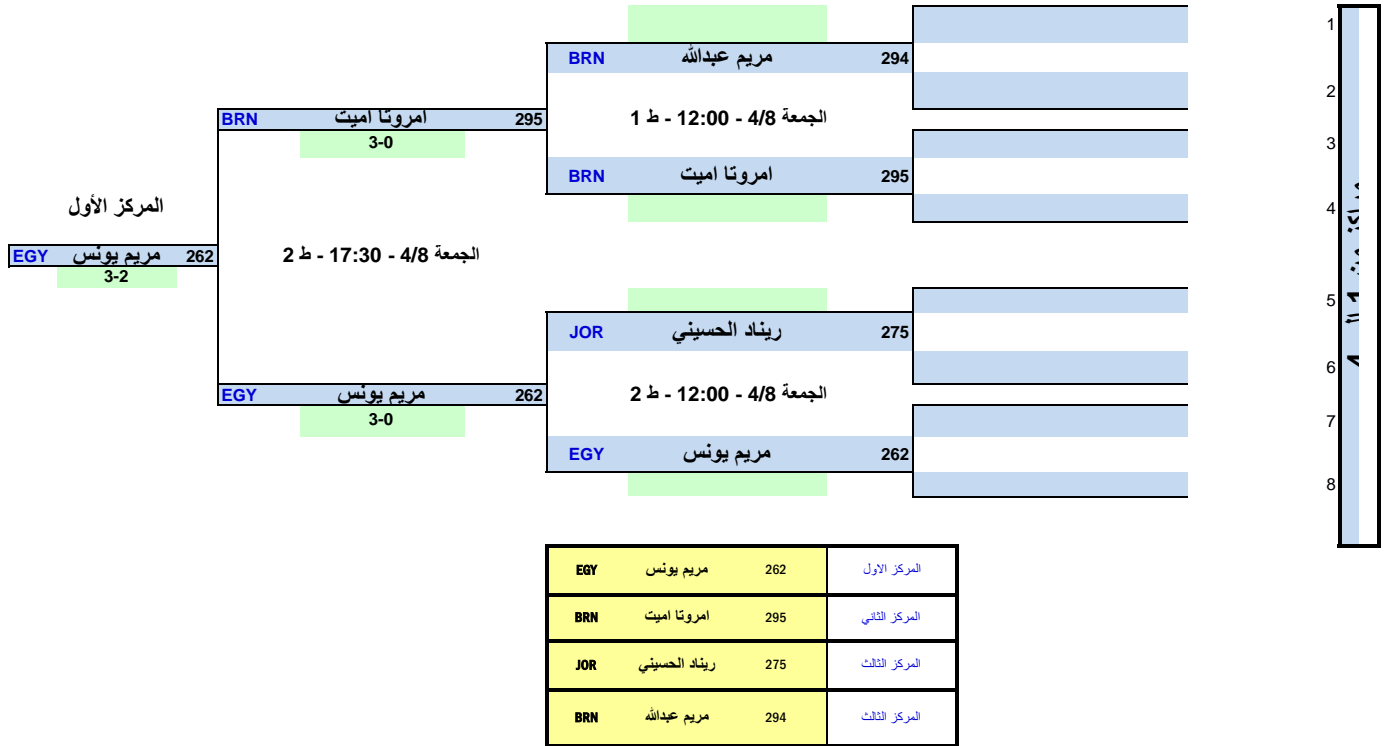 1
294 مريم عبدالله BRN
2
الجمعة 4/8 - 12:00 - ط 1
295 امروتا اميت BRN
3-0
3
295 امروتا اميت BRN
4
المركز الأول
الجمعة 4/8 - 17:30 - ط 2
262 مريم يونس EGY
3-2
5
275 ريناد الحسيني JOR
6
الجمعة 4/8 - 12:00 - ط 2
262 مريم يونس EGY
3-0
7
262 مريم يونس EGY
8
المركز الاول 262 مريم يونس EGY
المركز الثاني 295 امروتا اميت BRN
المركز الثالث 275 ريناد الحسيني JOR
المركز الثالث 294 مريم عبدالله BRN